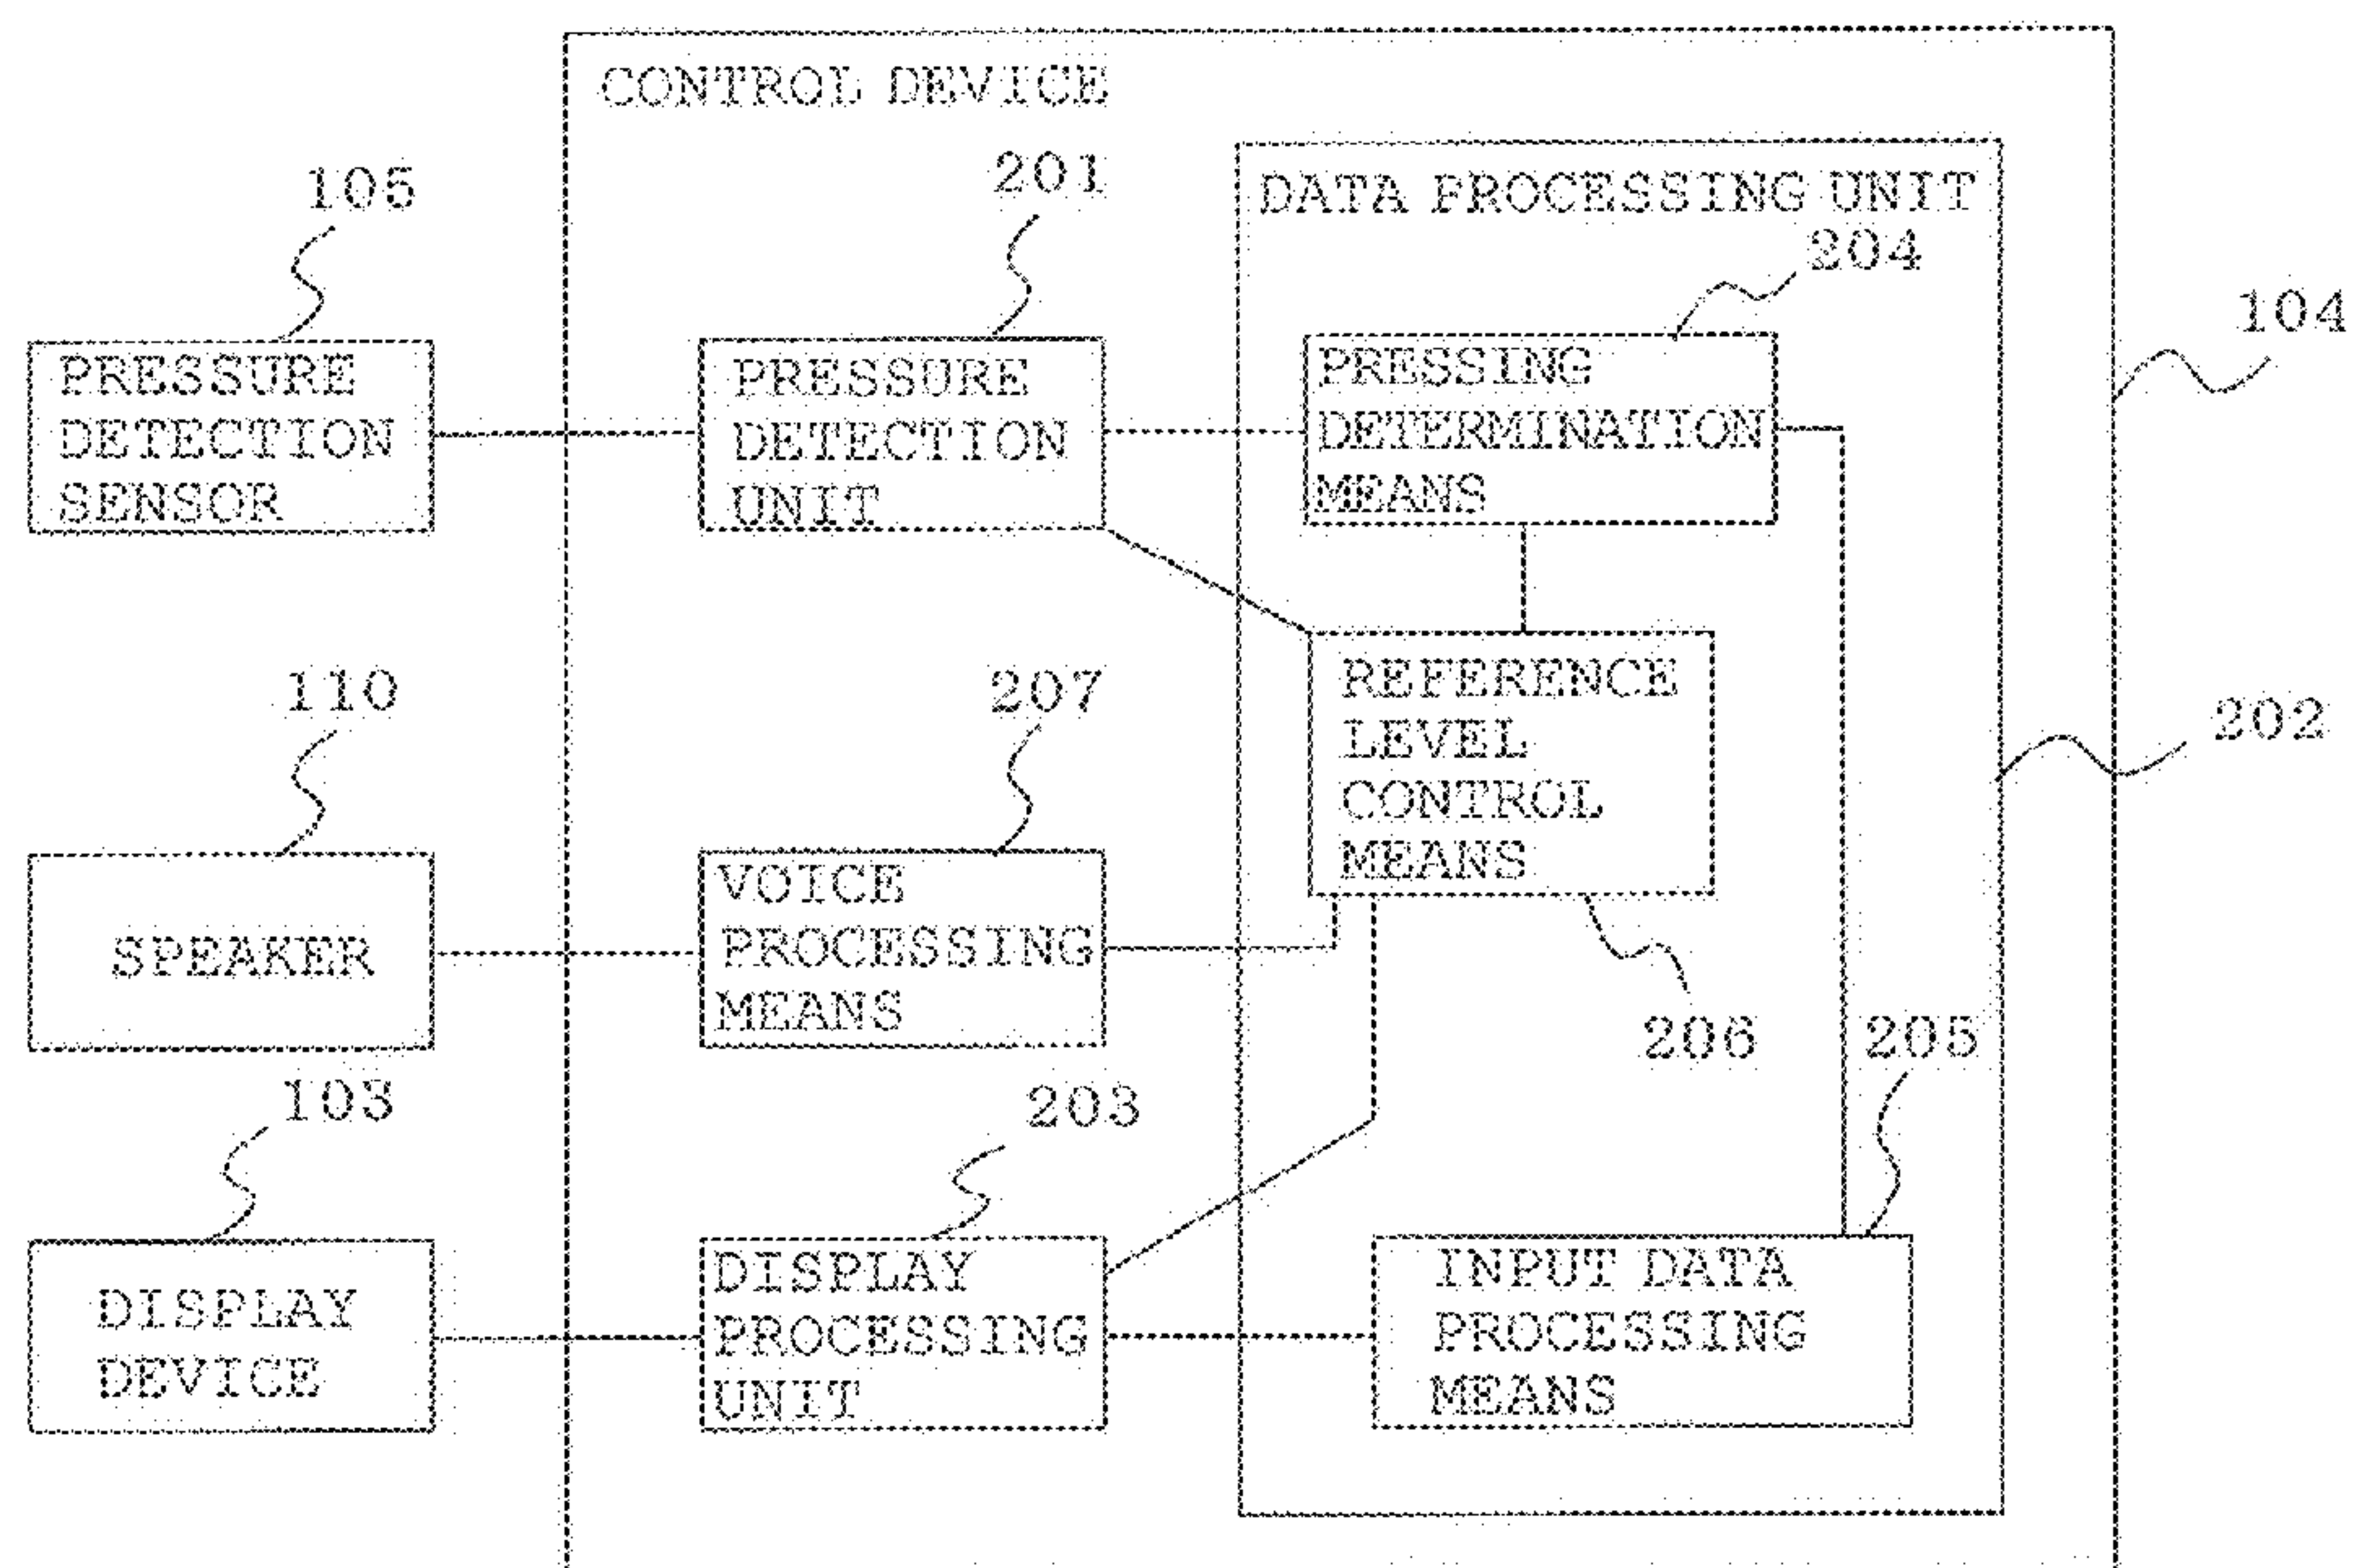 CONTROL DEVICE
201
DATA PROCESSING UNIT
105
204
104
PRESSURE
DETECTION
SENSOR
PRESSURE
DETECTION
UNIT
PRESSING
DETERMINATION
MEANS
110
207
REFERENCE
LEVEL
CONTROL
MEANS
202
SPEAKER
VOICE
PROCESSING
MEANS
206
205
103
203
DISPLAY
DEVICE
DISPLAY
PROCESSING
UNIT
INPUT DATA
PROCESSING
MEANS